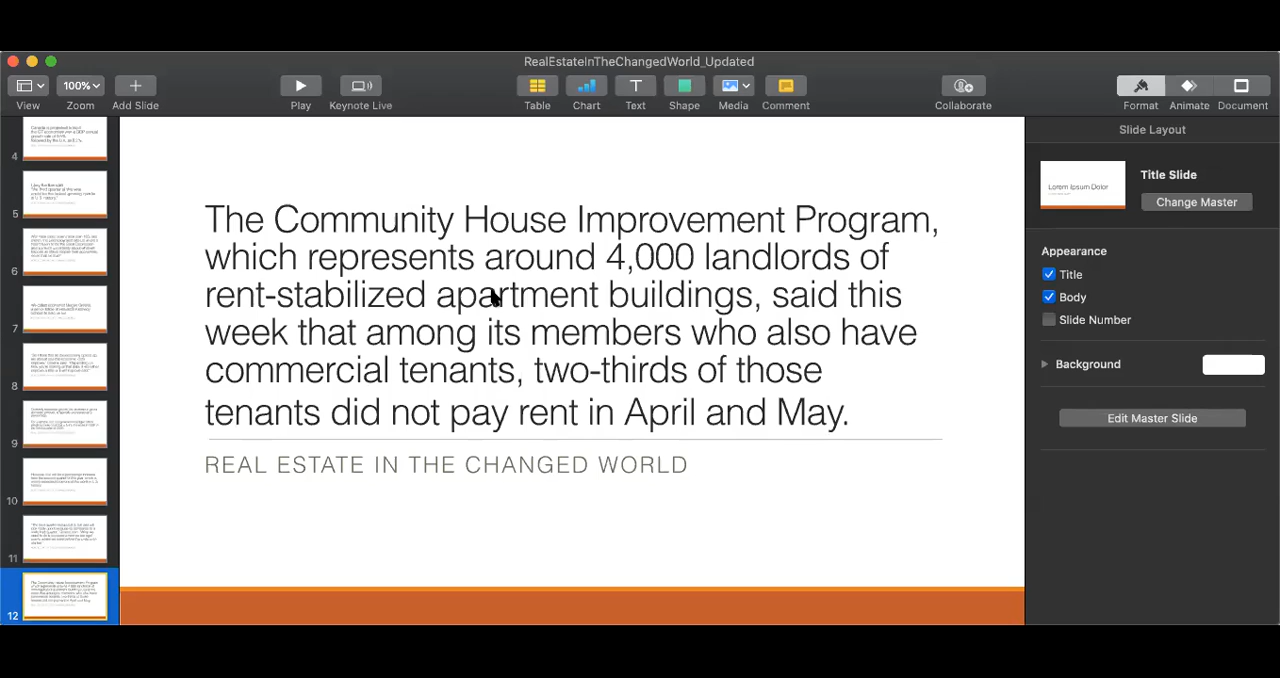 RealEstateInTheChangedWorld_Updated
100%
View Zoom Add Slide Play Keynote Live Table Chart Text Shape Media Comment Collaborate Format Animate Document
Slide Layout
Lorem Ipsum Dolor
Title Slide
Change Master
Appearance
Title
Body
Slide Number
Background
Edit Master Slide
4
5
6
7
8
9
10
11
12
The Community House Improvement Program,
which represents around 4,000 landlords of
rent-stabilized apartment buildings, said this
week that among its members who also have
commercial tenants, two-thirds of those
tenants did not pay rent in April and May.
REAL ESTATE IN THE CHANGED WORLD